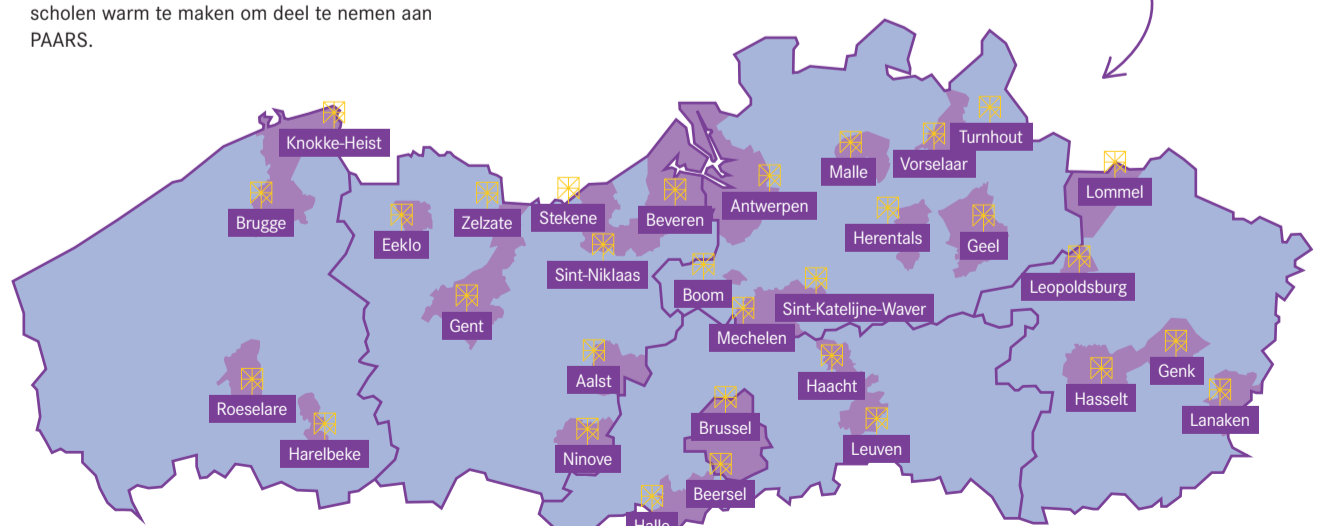 scholen warm te maken om deel te nemen aan
PAARS.
Knokke-Heist
Turnhout
Vorselaar
Malle
Lommel
Antwerpen
Brugge
Eeklo
Zelzate
Stekene
Beveren
Herentals
Geel
Sint-Niklaas
Boom
Leopoldsburg
Sint-Katelijne-Waver
Gent
Mechelen
Aalst
Haacht
Genk
Hasselt
Roeselare
Lanaken
Brussel
Harelbeke
Ninove
Leuven
Beersel
Halle